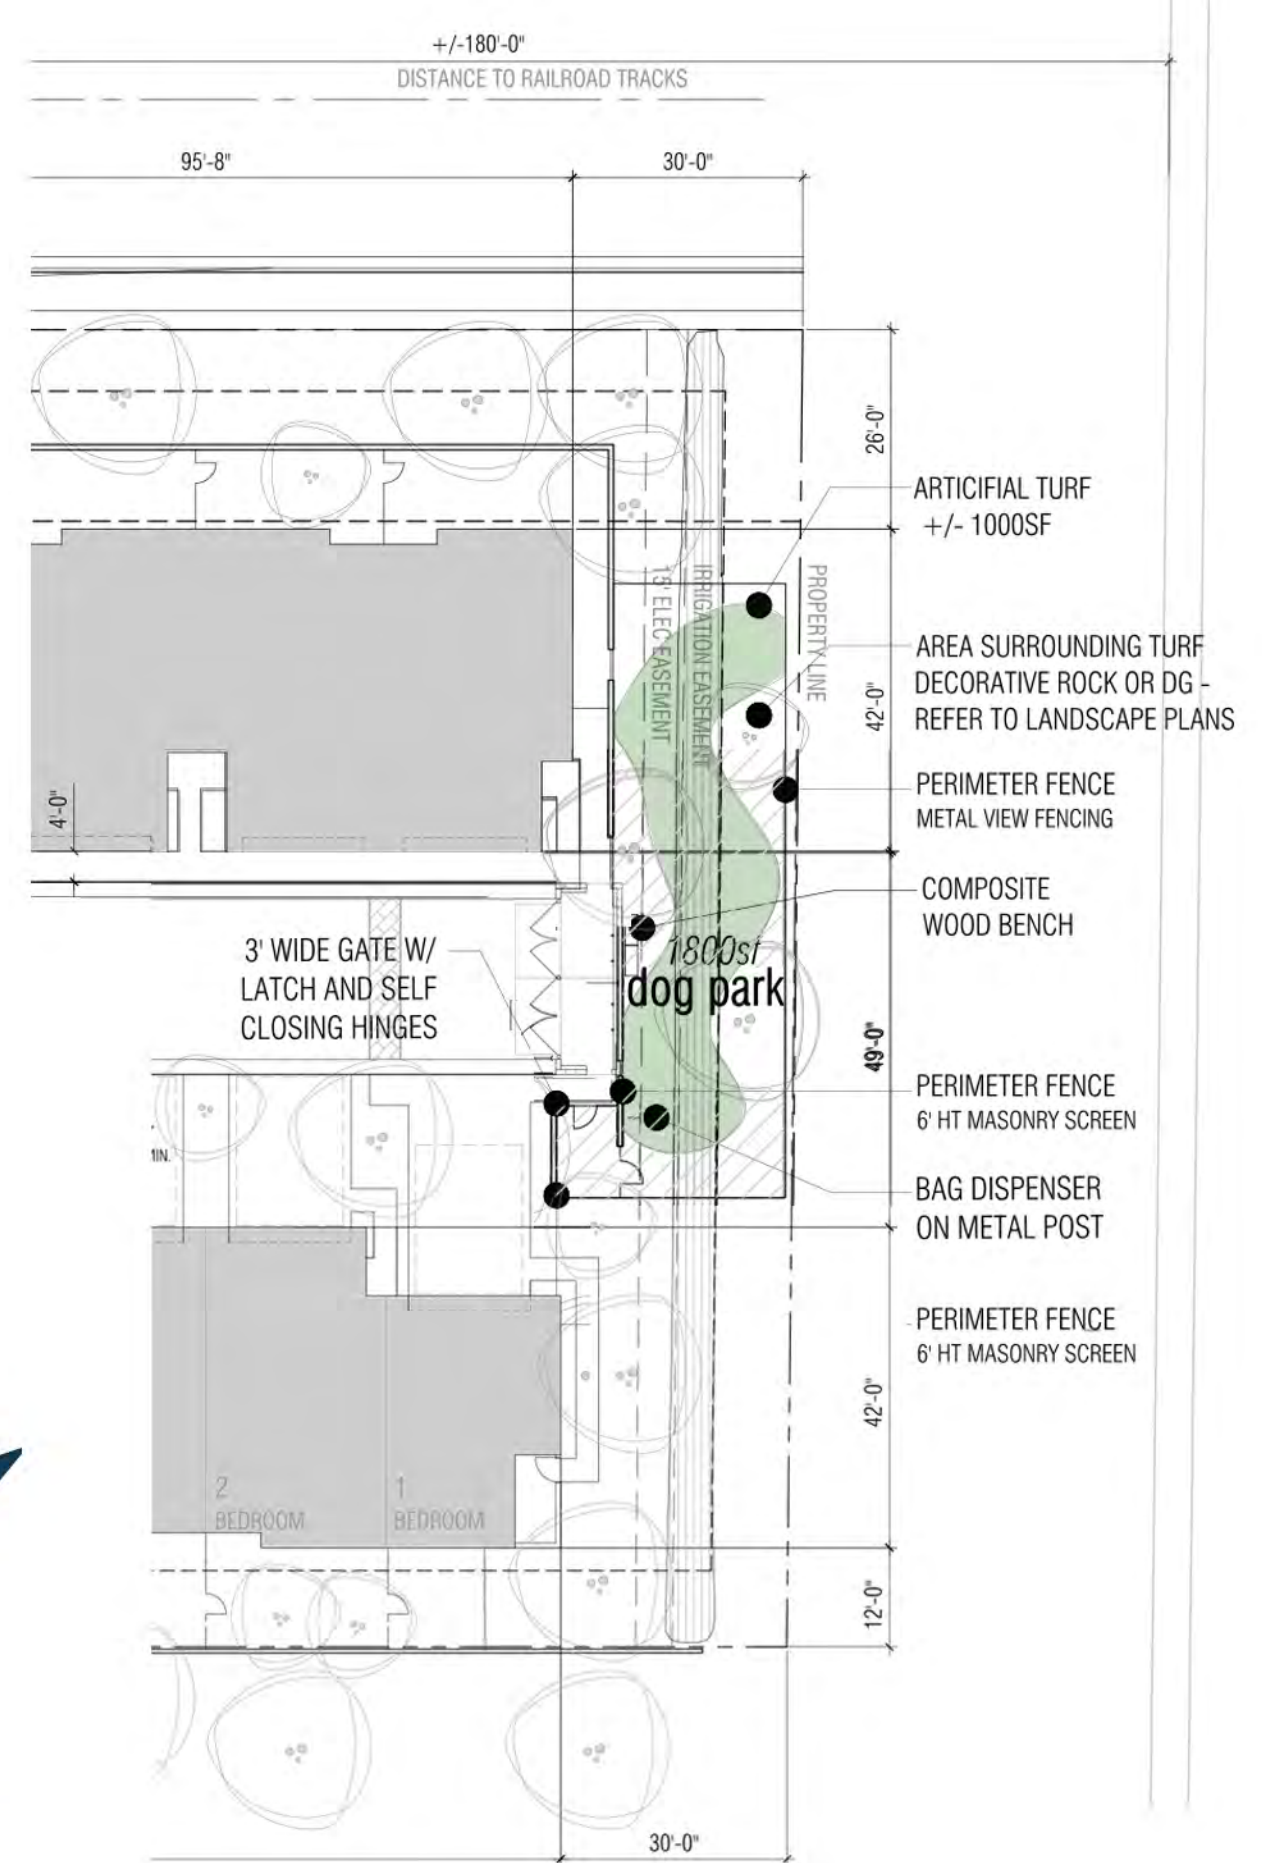 +/-180'-0"
DISTANCE TO RAILROAD TRACKS
95'-8"
30'-0"
26'-0"
ARTICIFIAL TURF
+/- 1000SF
15' ELEC EASEMENT
IRRIGATION EASEMENT
PROPERTY LINE
AREA SURROUNDING TURF
DECORATIVE ROCK OR DG -
REFER TO LANDSCAPE PLANS
42'-0"
PERIMETER FENCE
METAL VIEW FENCING
4'-0"
COMPOSITE
WOOD BENCH
3' WIDE GATE W/
LATCH AND SELF
CLOSING HINGES
1800sf
dog park
49'-0"
PERIMETER FENCE
6' HT MASONRY SCREEN
MIN.
BAG DISPENSER
ON METAL POST
PERIMETER FENCE
6' HT MASONRY SCREEN
42'-0"
2
BEDROOM
1
BEDROOM
12'-0"
30'-0"